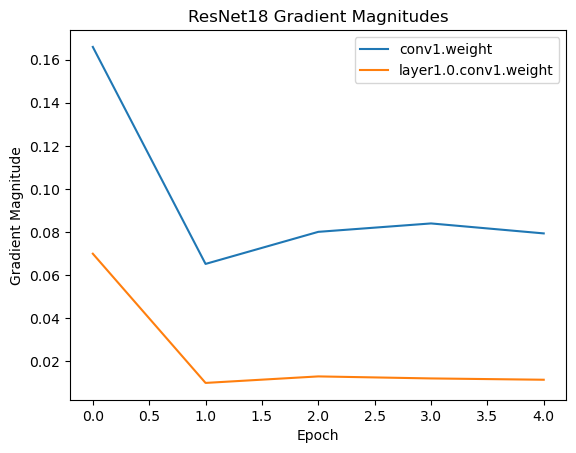 ResNet18 Gradient Magnitudes
conv1.weight
layer1.0.conv1.weight
Gradient Magnitude
0.16
0.14
0.12
0.10
0.08
0.06
0.04
0.02
0.0 0.5 1.0 1.5 2.0 2.5 3.0 3.5 4.0
Epoch